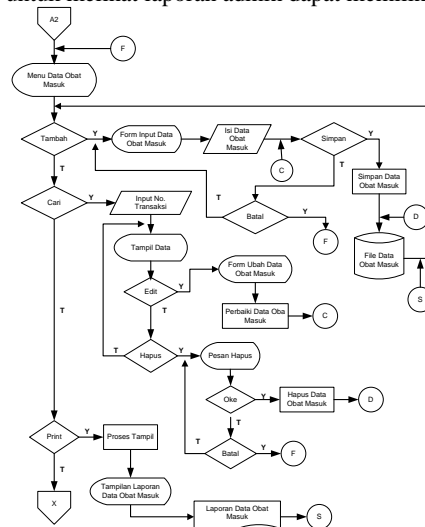 untuk melihat laporan admin dapat memilih
A2
F
Menu Data Obat
Masuk
Tambah
Y
Form Input Data
Obat Masuk
Isi Data
Obat
Masuk
Simpan
Y
T
T
C
Simpan Data
Obat Masuk
Cari
Y
Input No.
Transaksi
T
Batal
Y
F
D
File Data
Obat Masuk
S
Tampil Data
Form Ubah Data
Obat Masuk
Edit
Y
T
T
T
Perbaiki Data Oba
Masuk
C
Hapus
Y
Pesan Hapus
Oke
Y
Hapus Data
Obat Masuk
D
T
T
Print
Y
Proses Tampil
Batal
Y
F
T
X
Tampilan Laporan
Data Obat Masuk
Laporan Data Obat
Masuk
S